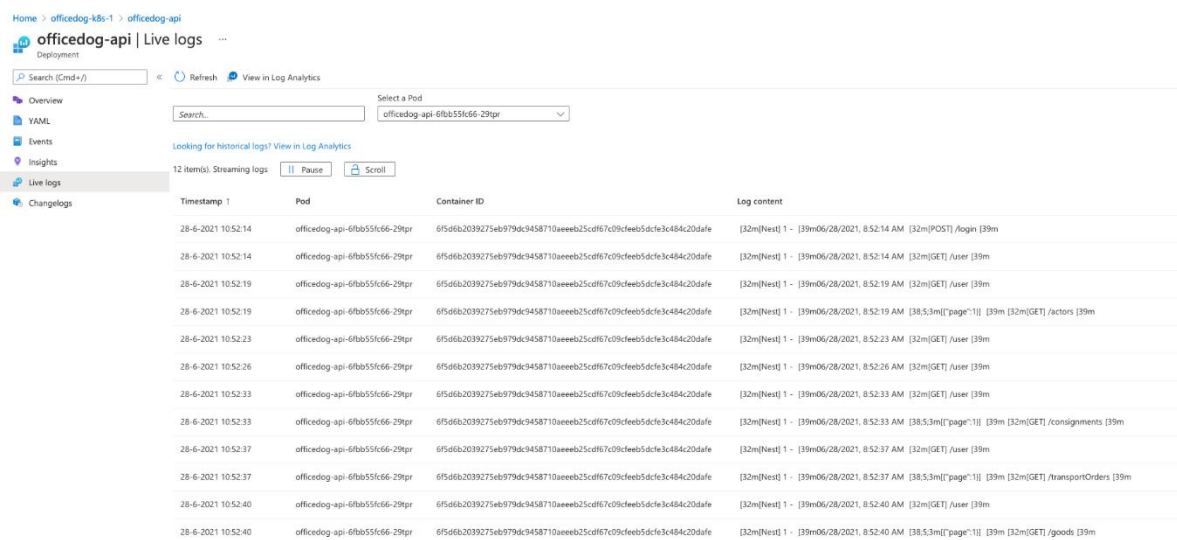 Home > officedog-k8s-1 > officedog-api
officedog-api | Live logs ...
Deployment
Search (Cmd+/)
«
Refresh
View in Log Analytics
Overview
YAML
Events
Insights
Live logs
Changelogs
Select a Pod
Search...
officedog-api-6fbb55fc66-29tpr
Looking for historical logs? View in Log Analytics
12 item(s). Streaming logs
Pause
Scroll
Timestamp ↑ Pod Container ID Log content
28-6-2021 10:52:14 officedog-api-6fbb55fc66-29tpr 6f5d6b2039275eb979dc9458710aeeeb25cdf67c09cfeeb5dcfe3c484c20dafe [32m[Nest] 1 - [39m06/28/2021, 8:52:14 AM [32m[POST] /login [39m
28-6-2021 10:52:14 officedog-api-6fbb55fc66-29tpr 6f5d6b2039275eb979dc9458710aeeeb25cdf67c09cfeeb5dcfe3c484c20dafe [32m[Nest] 1 - [39m06/28/2021, 8:52:14 AM [32m[GET] /user [39m
28-6-2021 10:52:19 officedog-api-6fbb55fc66-29tpr 6f5d6b2039275eb979dc9458710aeeeb25cdf67c09cfeeb5dcfe3c484c20dafe [32m[Nest] 1 - [39m06/28/2021, 8:52:19 AM [32m[GET] /user [39m
28-6-2021 10:52:19 officedog-api-6fbb55fc66-29tpr 6f5d6b2039275eb979dc9458710aeeeb25cdf67c09cfeeb5dcfe3c484c20dafe [32m[Nest] 1 - [39m06/28/2021, 8:52:19 AM [38;5;3m[{"page":1}] [39m [32m[GET] /actors [39m
28-6-2021 10:52:23 officedog-api-6fbb55fc66-29tpr 6f5d6b2039275eb979dc9458710aeeeb25cdf67c09cfeeb5dcfe3c484c20dafe [32m[Nest] 1 - [39m06/28/2021, 8:52:23 AM [32m[GET] /user [39m
28-6-2021 10:52:26 officedog-api-6fbb55fc66-29tpr 6f5d6b2039275eb979dc9458710aeeeb25cdf67c09cfeeb5dcfe3c484c20dafe [32m[Nest] 1 - [39m06/28/2021, 8:52:26 AM [32m[GET] /user [39m
28-6-2021 10:52:33 officedog-api-6fbb55fc66-29tpr 6f5d6b2039275eb979dc9458710aeeeb25cdf67c09cfeeb5dcfe3c484c20dafe [32m[Nest] 1 - [39m06/28/2021, 8:52:33 AM [32m[GET] /user [39m
28-6-2021 10:52:33 officedog-api-6fbb55fc66-29tpr 6f5d6b2039275eb979dc9458710aeeeb25cdf67c09cfeeb5dcfe3c484c20dafe [32m[Nest] 1 - [39m06/28/2021, 8:52:33 AM [38;5;3m[{"page":1}] [39m [32m[GET] /consignments [39m
28-6-2021 10:52:37 officedog-api-6fbb55fc66-29tpr 6f5d6b2039275eb979dc9458710aeeeb25cdf67c09cfeeb5dcfe3c484c20dafe [32m[Nest] 1 - [39m06/28/2021, 8:52:37 AM [32m[GET] /user [39m
28-6-2021 10:52:37 officedog-api-6fbb55fc66-29tpr 6f5d6b2039275eb979dc9458710aeeeb25cdf67c09cfeeb5dcfe3c484c20dafe [32m[Nest] 1 - [39m06/28/2021, 8:52:37 AM [38;5;3m[{"page":1}] [39m [32m[GET] /transportOrders [39m
28-6-2021 10:52:40 officedog-api-6fbb55fc66-29tpr 6f5d6b2039275eb979dc9458710aeeeb25cdf67c09cfeeb5dcfe3c484c20dafe [32m[Nest] 1 - [39m06/28/2021, 8:52:40 AM [32m[GET] /user [39m
28-6-2021 10:52:40 officedog-api-6fbb55fc66-29tpr 6f5d6b2039275eb979dc9458710aeeeb25cdf67c09cfeeb5dcfe3c484c20dafe [32m[Nest] 1 - [39m06/28/2021, 8:52:40 AM [38;5;3m[{"page":1}] [39m [32m[GET] /goods [39m